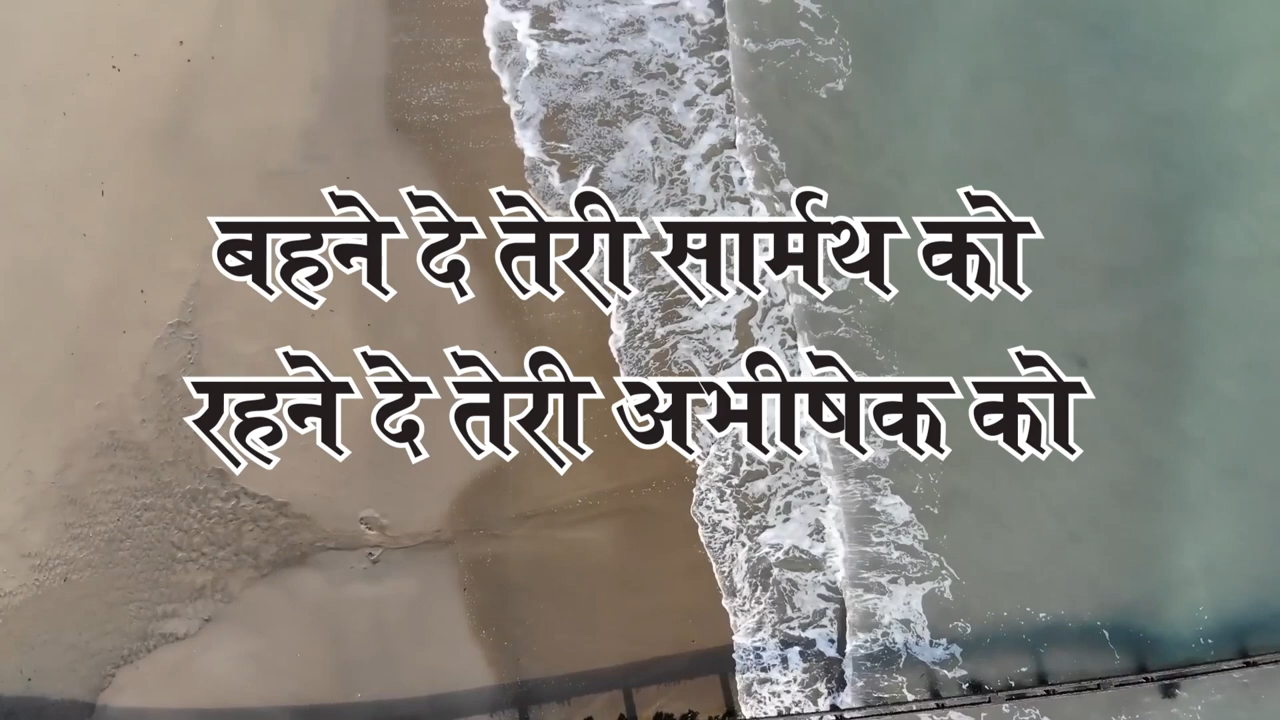 बहने दे तेरी सार्मथ को
रहने दे तेरी अभीषेक को